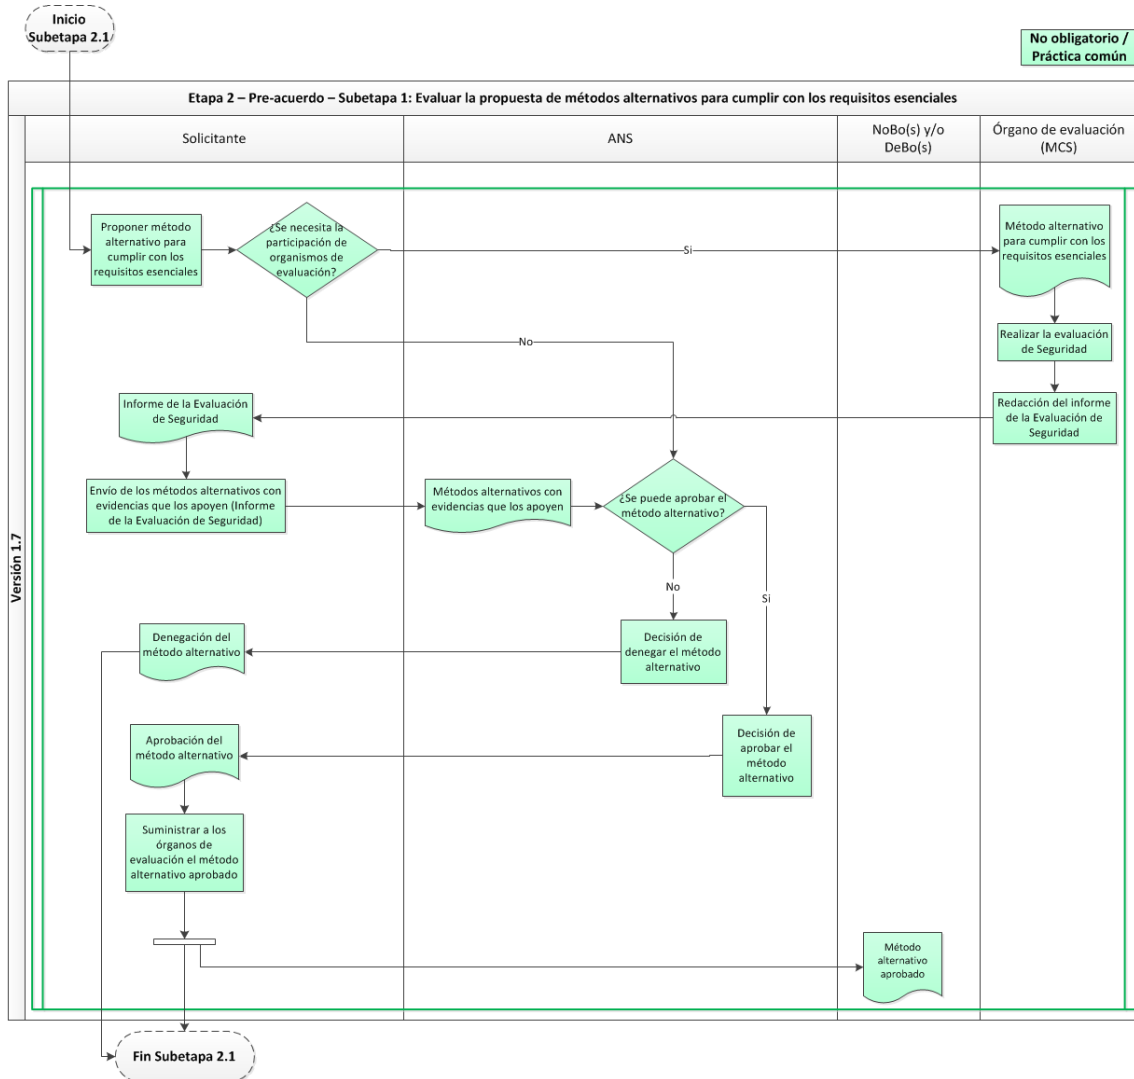 Inicio
Subetapa 2.1
No obligatorio /
Práctica común
Etapa 2 – Pre-acuerdo – Subetapa 1: Evaluar la propuesta de métodos alternativos para cumplir con los requisitos esenciales
Solicitante
ANS
NoBo(s) y/o
DeBo(s)
Órgano de evaluación
(MCS)
Versión 1.7
Proponer método
alternativo para
cumplir con los
requisitos esenciales
¿Se necesita la
participación de
organismos de
evaluación?
Si
Método alternativo
para cumplir con los
requisitos esenciales
No
Realizar la evaluación
de Seguridad
Informe de la Evaluación
de Seguridad
Redacción del informe
de la Evaluación de
Seguridad
Envío de los métodos alternativos con
evidencias que los apoyen (Informe
de la Evaluación de Seguridad)
Métodos alternativos con
evidencias que los apoyen
¿Se puede aprobar el
método alternativo?
No
Si
Denegación del
método alternativo
Decisión de
denegar el método
alternativo
Aprobación del
método alternativo
Decisión de
aprobar el
método
alternativo
Suministrar a los
órganos de
evaluación el método
alternativo aprobado
Método
alternativo
aprobado
Fin Subetapa 2.1